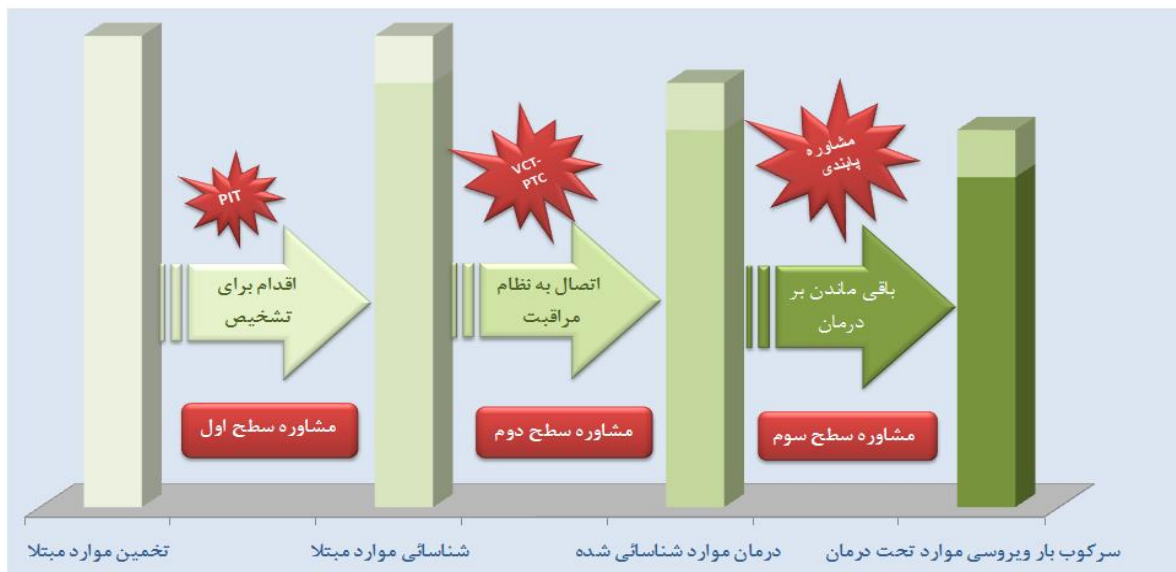 PIT
VCT-
PTC
مشاوره
پابندی
اقدام برای
تشخیص
اتصال به نظام
مراقبت
باقی ماندن بر
درمان
مشاوره سطح اول
مشاوره سطح دوم
مشاوره سطح سوم
تخمین موارد مبتلا
شناسائی موارد مبتلا
درمان موارد شناسائی شده
سرکوب بار ویروسی موارد تحت درمان